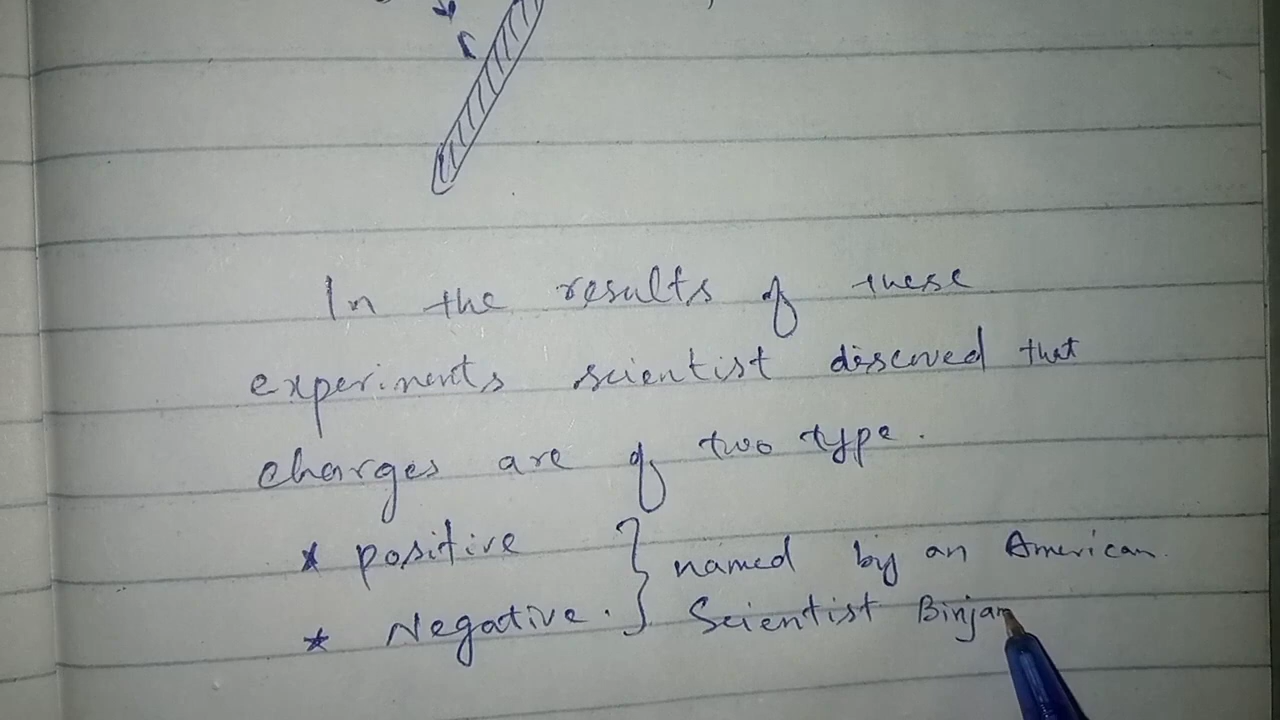 In the results of these
experiments scientist discoved that
charges are of two type.
* positive } named by an American.
* Negative. } Scientist Binjam